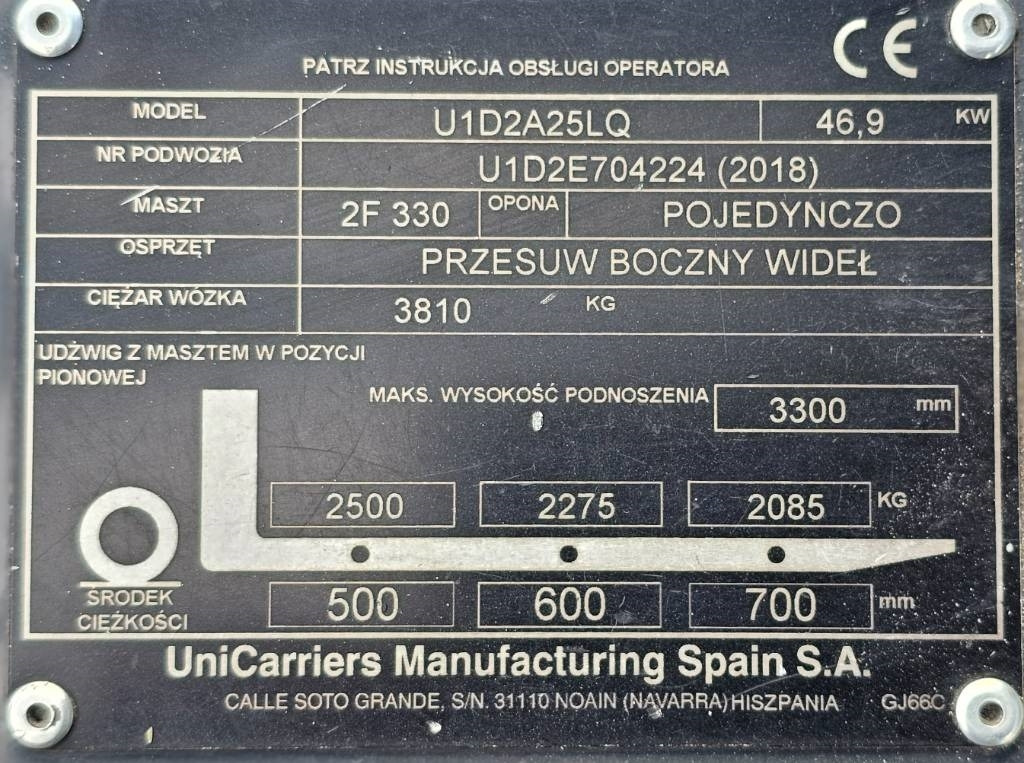 CE
PATRZ INSTRUKCJA OBSŁUGI OPERATORA
MODEL U1D2A25LQ 46,9 KW
NR PODWOZIA U1D2E704224 (2018)
MASZT 2F 330 OPONA POJEDYNCZO
OSPRZĘT PRZESUW BOCZNY WIDEŁ
CIĘŻAR WÓZKA 3810 KG
UDŻWIG Z MASZTEM W POZYCJI
PIONOWEJ
MAKS. WYSOKOŚĆ PODNOSZENIA 3300 mm
2500 2275 2085 KG
500 600 700 mm
ŚRODEK
CIĘŻKOŚCI
UniCarriers Manufacturing Spain S.A.
CALLE SOTO GRANDE, S/N. 31110 NOAIN (NAVARRA) HISZPANIA GJ66C